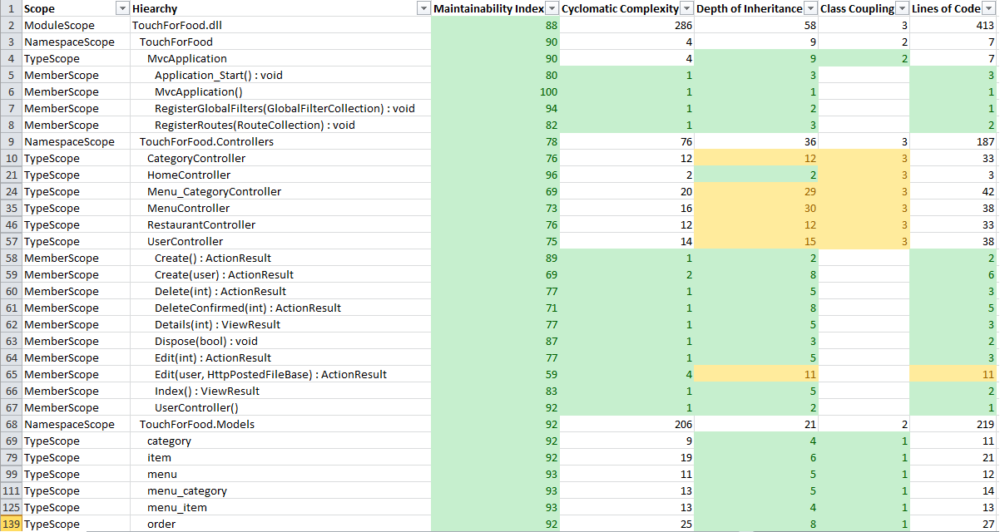 1 Scope Hiearchy Maintainability Index Cyclomatic Complexity Depth of Inheritance Class Coupling Lines of Code
2 ModuleScope TouchForFood.dll 88 286 58 3 413
3 NamespaceScope TouchForFood 90 4 9 2 7
4 TypeScope MvcApplication 90 4 9 2 7
5 MemberScope Application_Start() : void 80 1 3 3
6 MemberScope MvcApplication() 100 1 1 1
7 MemberScope RegisterGlobalFilters(GlobalFilterCollection) : void 94 1 2 1
8 MemberScope RegisterRoutes(RouteCollection) : void 82 1 3 2
9 NamespaceScope TouchForFood.Controllers 78 76 36 3 187
10 TypeScope CategoryController 76 12 12 3 33
21 TypeScope HomeController 96 2 2 3 3
24 TypeScope Menu_CategoryController 69 20 29 3 42
35 TypeScope MenuController 73 16 30 3 38
46 TypeScope RestaurantController 76 12 12 3 33
57 TypeScope UserController 75 14 15 3 38
58 MemberScope Create() : ActionResult 89 1 2 2
59 MemberScope Create(user) : ActionResult 69 2 8 6
60 MemberScope Delete(int) : ActionResult 77 1 5 3
61 MemberScope DeleteConfirmed(int) : ActionResult 71 1 8 5
62 MemberScope Details(int) : ViewResult 77 1 5 3
63 MemberScope Dispose(bool) : void 87 1 3 2
64 MemberScope Edit(int) : ActionResult 77 1 5 3
65 MemberScope Edit(user, HttpPostedFileBase) : ActionResult 59 4 11 11
66 MemberScope Index() : ViewResult 83 1 5 2
67 MemberScope UserController() 92 1 2 1
68 NamespaceScope TouchForFood.Models 92 206 21 2 219
69 TypeScope category 92 9 4 1 11
79 TypeScope item 92 19 6 1 21
99 TypeScope menu 93 11 5 1 12
111 TypeScope menu_category 93 13 5 1 14
125 TypeScope menu_item 93 13 4 1 13
139 TypeScope order 92 25 8 1 27